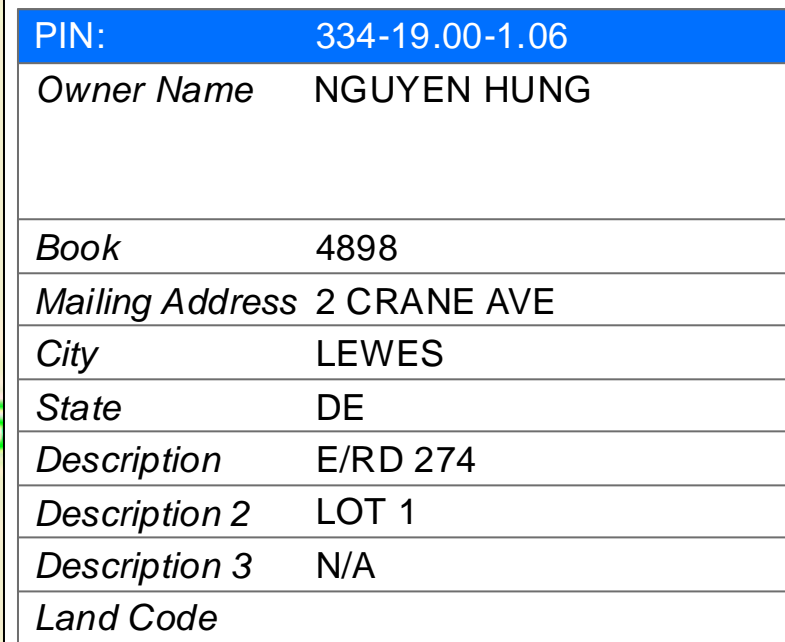 PIN: 334-19.00-1.06
Owner Name NGUYEN HUNG
Book 4898
Mailing Address 2 CRANE AVE
City LEWES
State DE
Description E/RD 274
Description 2 LOT 1
Description 3 N/A
Land Code